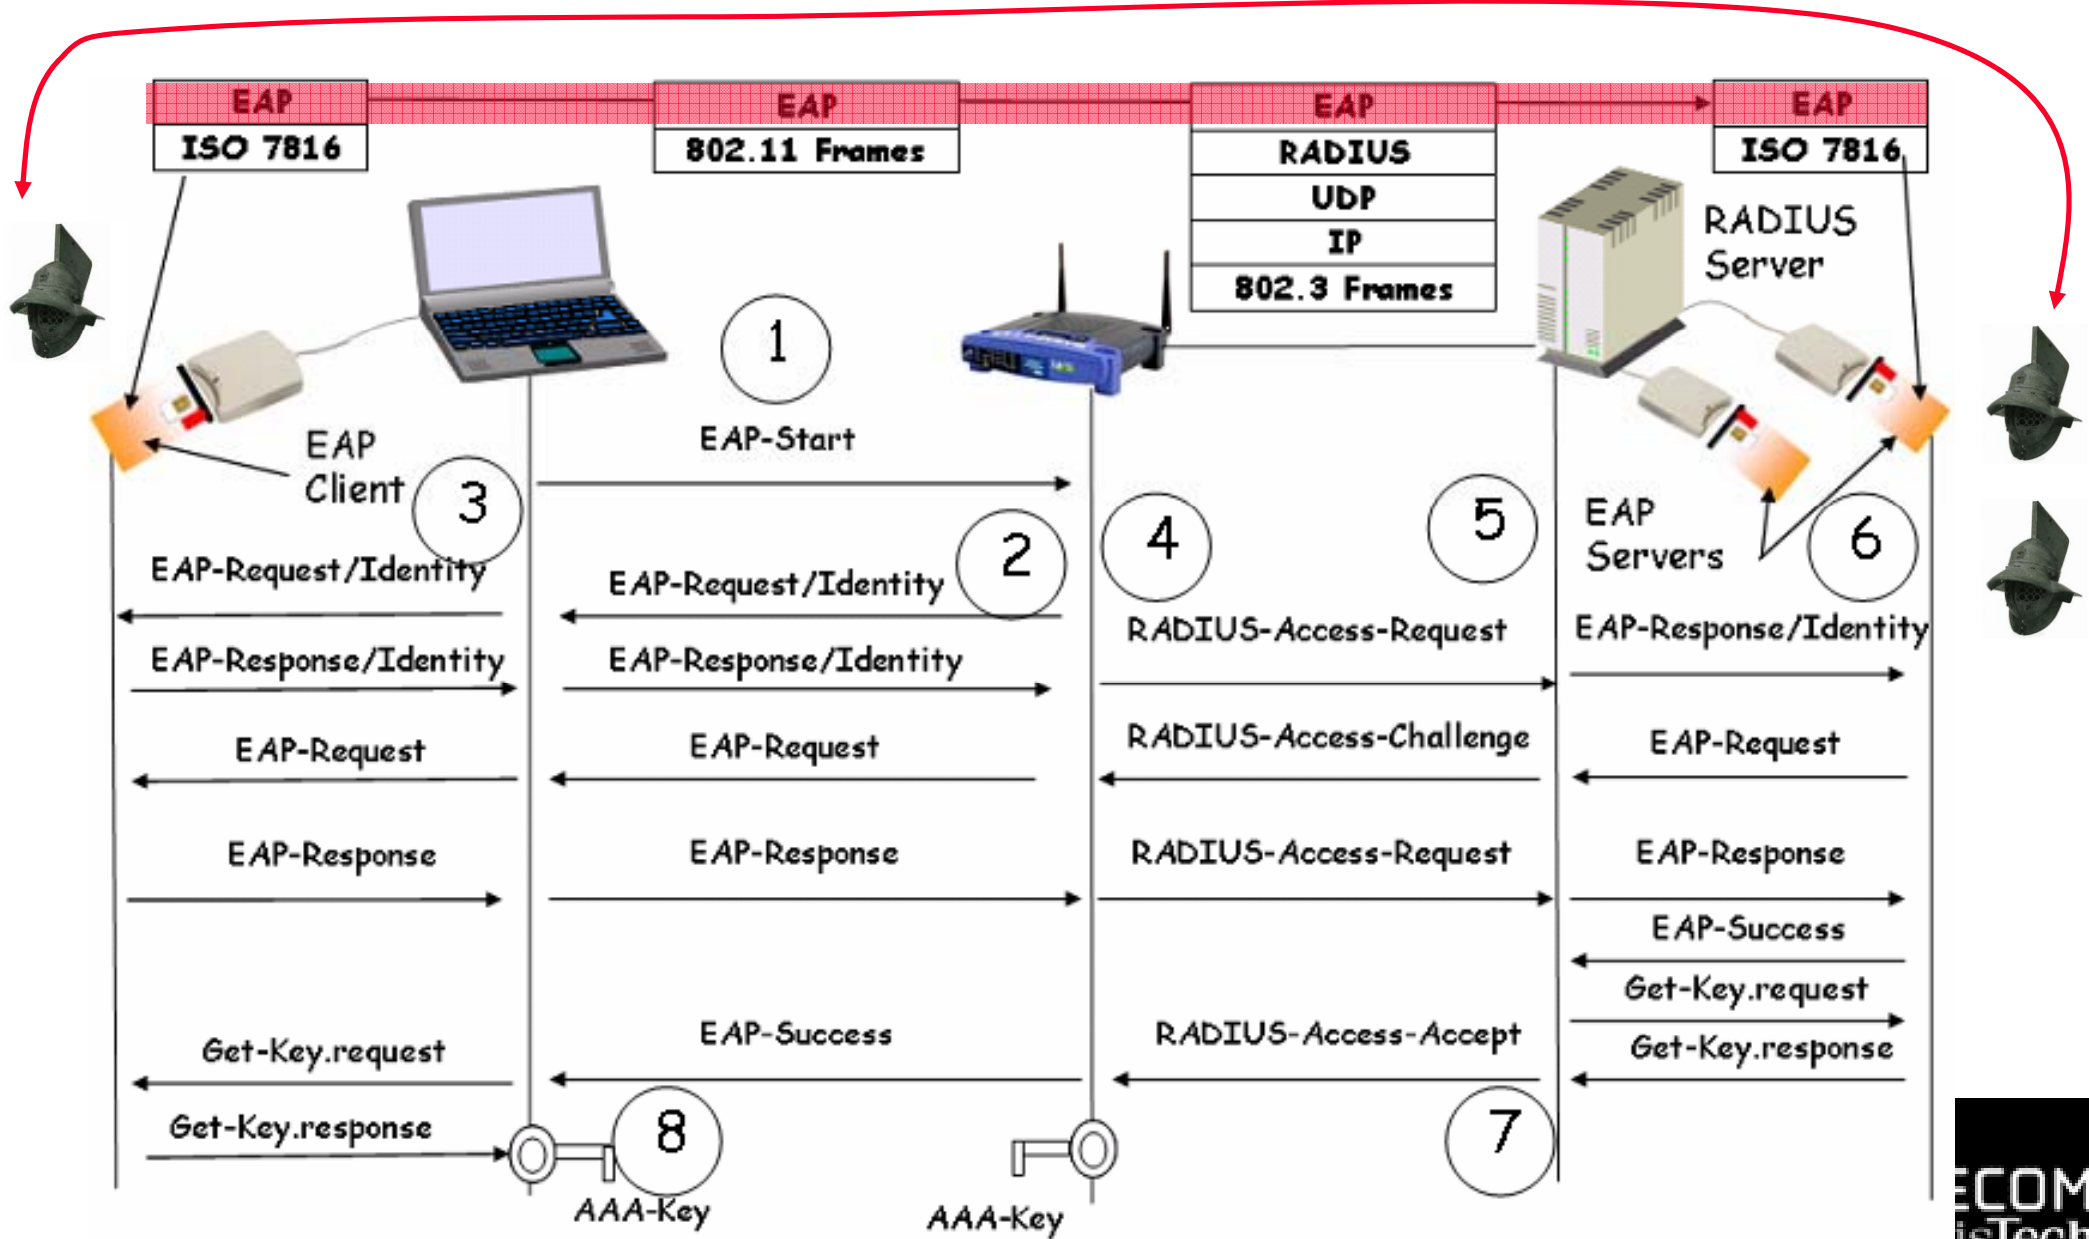 EAP
EAP
EAP
EAP
ISO 7816
802.11 Frames
RADIUS
ISO 7816
UDP
IP
802.3 Frames
RADIUS
Server
1
EAP-Start
EAP
Client
3
2
4
5
EAP
Servers
6
EAP-Request/Identity
EAP-Request/Identity
RADIUS-Access-Request
EAP-Response/Identity
EAP-Response/Identity
EAP-Response/Identity
EAP-Request
EAP-Request
RADIUS-Access-Challenge
EAP-Request
EAP-Response
EAP-Response
RADIUS-Access-Request
EAP-Response
EAP-Success
Get-Key.request
Get-Key.request
EAP-Success
RADIUS-Access-Accept
Get-Key.response
Get-Key.response
8
7
AAA-Key
AAA-Key
ECOM
isTech